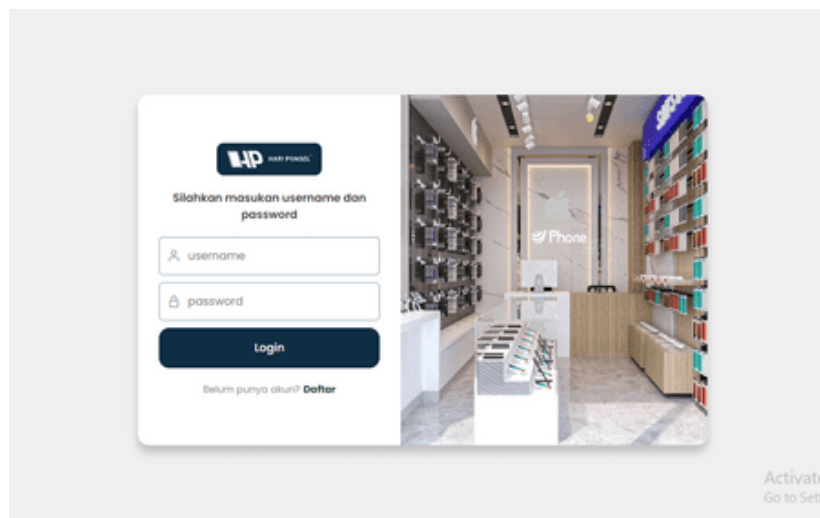 HP HARI PONSEL
Silahkan masukan username dan
password
username
password
Login
Belum punya akun? Daftar
Phone
Activate
Go to Set